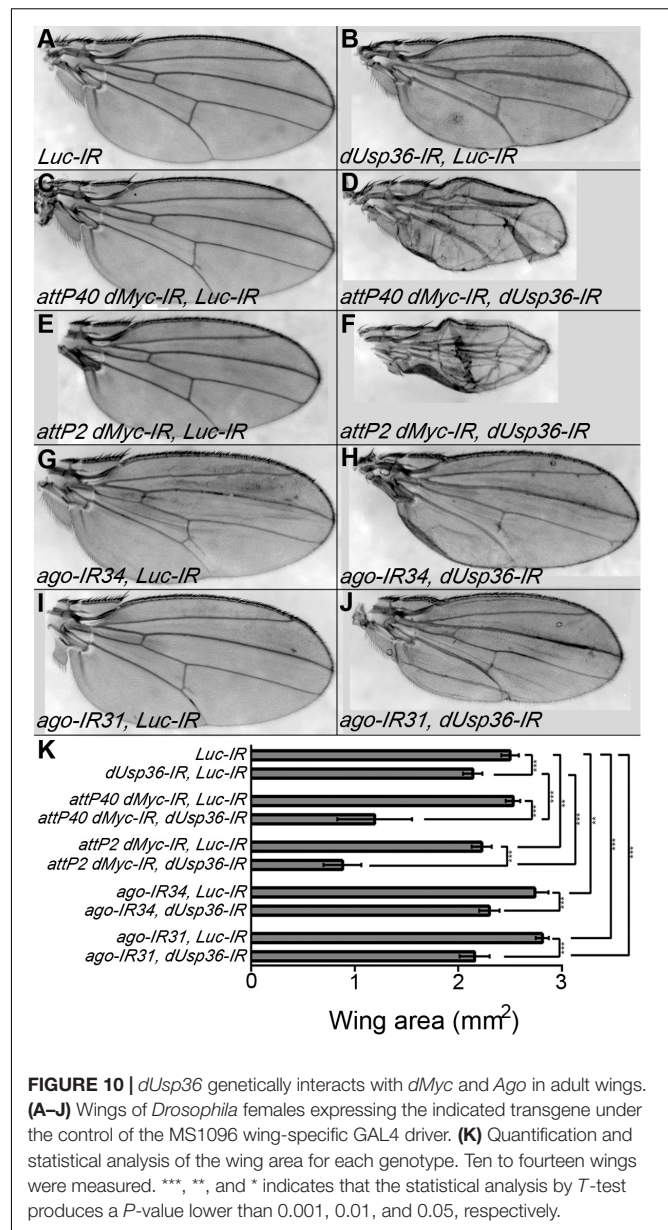 A
Luc-IR
B
dUsp36-IR, Luc-IR
C
attP40 dMyc-IR, Luc-IR
D
attP40 dMyc-IR, dUsp36-IR
E
attP2 dMyc-IR, Luc-IR
F
attP2 dMyc-IR, dUsp36-IR
G
ago-IR34, Luc-IR
H
ago-IR34, dUsp36-IR
I
ago-IR31, Luc-IR
J
ago-IR31, dUsp36-IR
K
Luc-IR
dUsp36-IR, Luc-IR
attP40 dMyc-IR, Luc-IR
attP40 dMyc-IR, dUsp36-IR
attP2 dMyc-IR, Luc-IR
attP2 dMyc-IR, dUsp36-IR
ago-IR34, Luc-IR
ago-IR34, dUsp36-IR
ago-IR31, Luc-IR
ago-IR31, dUsp36-IR
*** *** ** *** ** *** ***
***
***
***
***
0 1 2 3
Wing area (mm²)
FIGURE 10 | dUsp36 genetically interacts with dMyc and Ago in adult wings.
(A–J) Wings of Drosophila females expressing the indicated transgene under
the control of the MS1096 wing-specific GAL4 driver. (K) Quantification and
statistical analysis of the wing area for each genotype. Ten to fourteen wings
were measured. ***, **, and * indicates that the statistical analysis by T-test
produces a P-value lower than 0.001, 0.01, and 0.05, respectively.